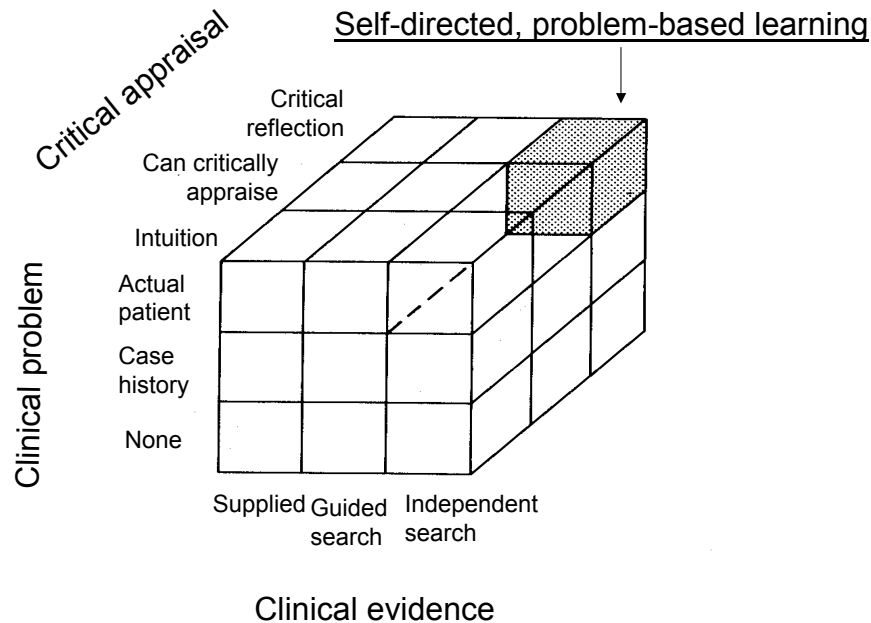 Self-directed, problem-based learning
Critical appraisal
Critical
reflection
Can critically
appraise
Intuition
Clinical problem
Actual
patient
Case
history
None
Supplied
Guided
search
Independent
search
Clinical evidence